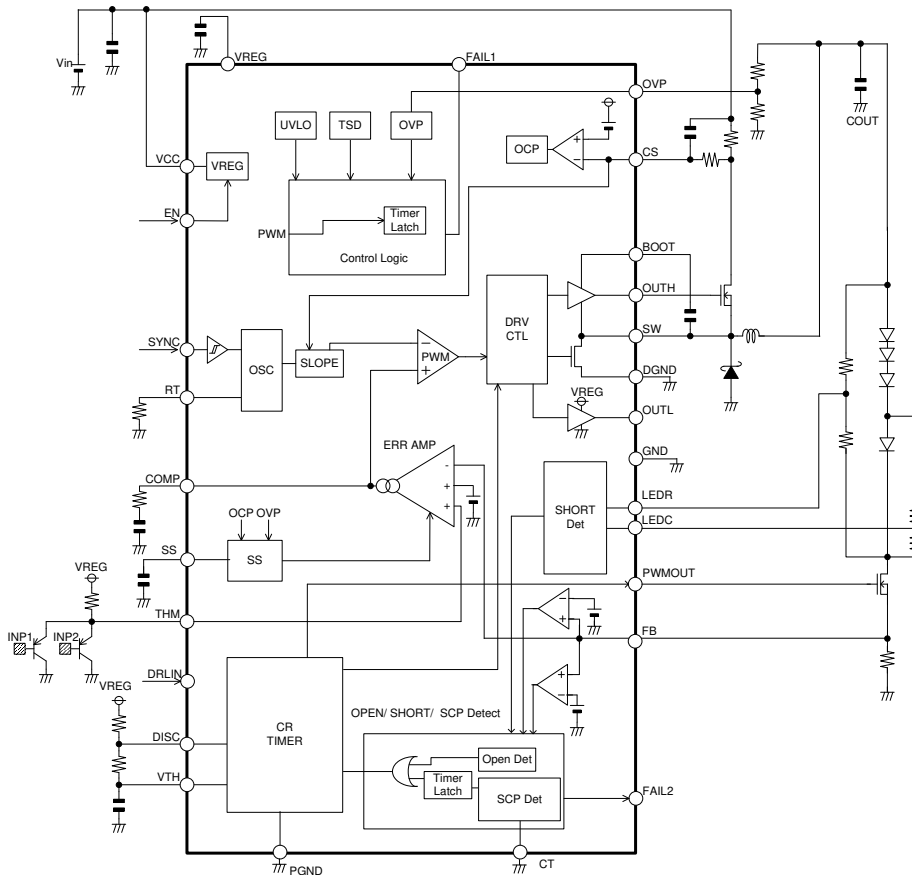 VREG
FAIL1
Vin
OVP
COUT
UVLO
TSD
OVP
OCP
+
−
CS
VCC
VREG
EN
Timer
Latch
PWM
Control Logic
BOOT
OUTH
DRV
CTL
SYNC
OSC
SLOPE
−
PWM
+
SW
DGND
RT
VREG
OUTL
ERR AMP
GND
COMP
-
+
+
SHORT
Det
LEDR
LEDC
OCP OVP
SS
SS
VREG
PWMOUT
THM
−
+
INP1
INP2
FB
DRLIN
VREG
+
−
OPEN/ SHORT/ SCP Detect
DISC
CR
TIMER
Open Det
Timer
Latch
SCP Det
VTH
FAIL2
PGND
CT